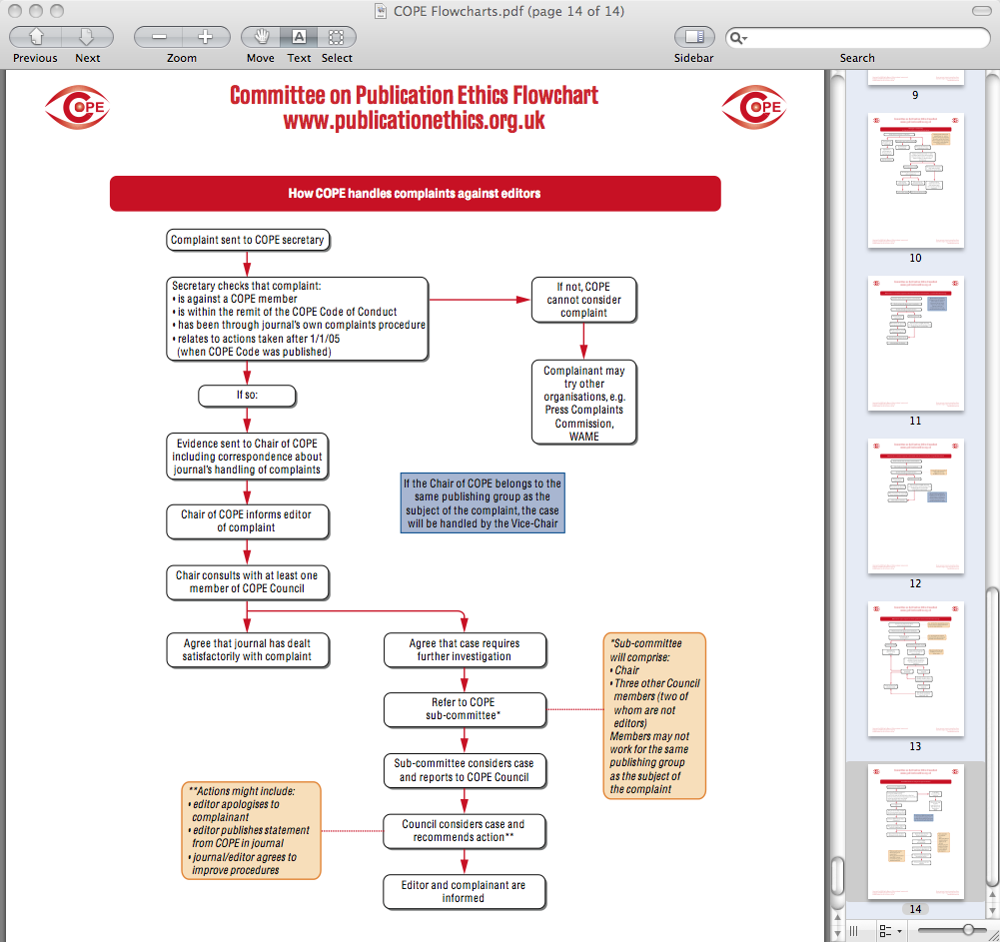 COPE Flowcharts.pdf (page 14 of 14)
Previous Next Zoom Move Text Select Sidebar Search
COPE
Committee on Publication Ethics Flowchart
www.publicationethics.org.uk
COPE
How COPE handles complaints against editors
Complaint sent to COPE secretary
Secretary checks that complaint:
• is against a COPE member
• is within the remit of the COPE Code of Conduct
• has been through journal's own complaints procedure
• relates to actions taken after 1/1/05
(when COPE Code was published)
If not, COPE
cannot consider
complaint
Complainant may
try other
organisations, e.g.
Press Complaints
Commission,
WAME
If so:
Evidence sent to Chair of COPE
including correspondence about
journal's handling of complaints
If the Chair of COPE belongs to the
same publishing group as the
subject of the complaint, the case
will be handled by the Vice-Chair
Chair of COPE informs editor
of complaint
Chair consults with at least one
member of COPE Council
Agree that journal has dealt
satisfactorily with complaint
Agree that case requires
further investigation
Refer to COPE
sub-committee*
*Sub-committee
will comprise:
• Chair
• Three other Council
members (two of
whom are not
editors)
Members may not
work for the same
publishing group
as the subject of
the complaint
Sub-committee considers case
and reports to COPE Council
**Actions might include:
• editor apologises to
complainant
• editor publishes statement
from COPE in journal
• journal/editor agrees to
improve procedures
Council considers case and
recommends action**
Editor and complainant are
informed
9
10
11
12
13
14